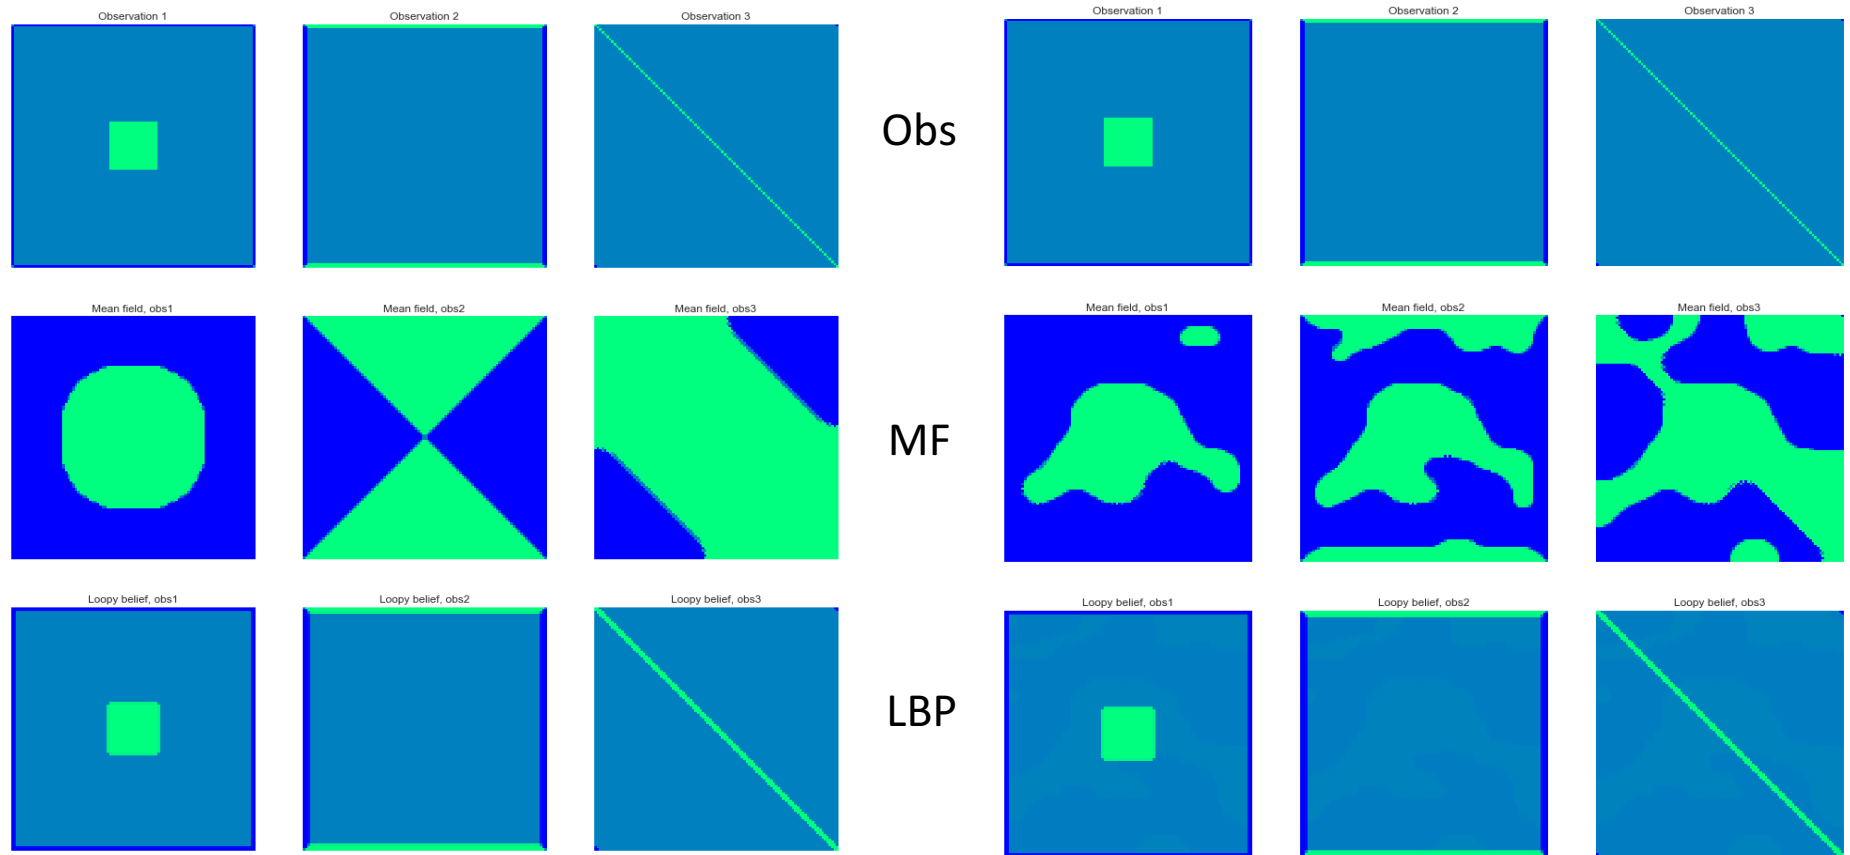 Observation 1
Observation 2
Observation 3
Observation 1
Observation 2
Observation 3
Obs
Mean field, obs1
Mean field, obs2
Mean field, obs3
Mean field, obs1
Mean field, obs2
Mean field, obs3
MF
Loopy belief, obs1
Loopy belief, obs2
Loopy belief, obs3
Loopy belief, obs1
Loopy belief, obs2
Loopy belief, obs3
LBP